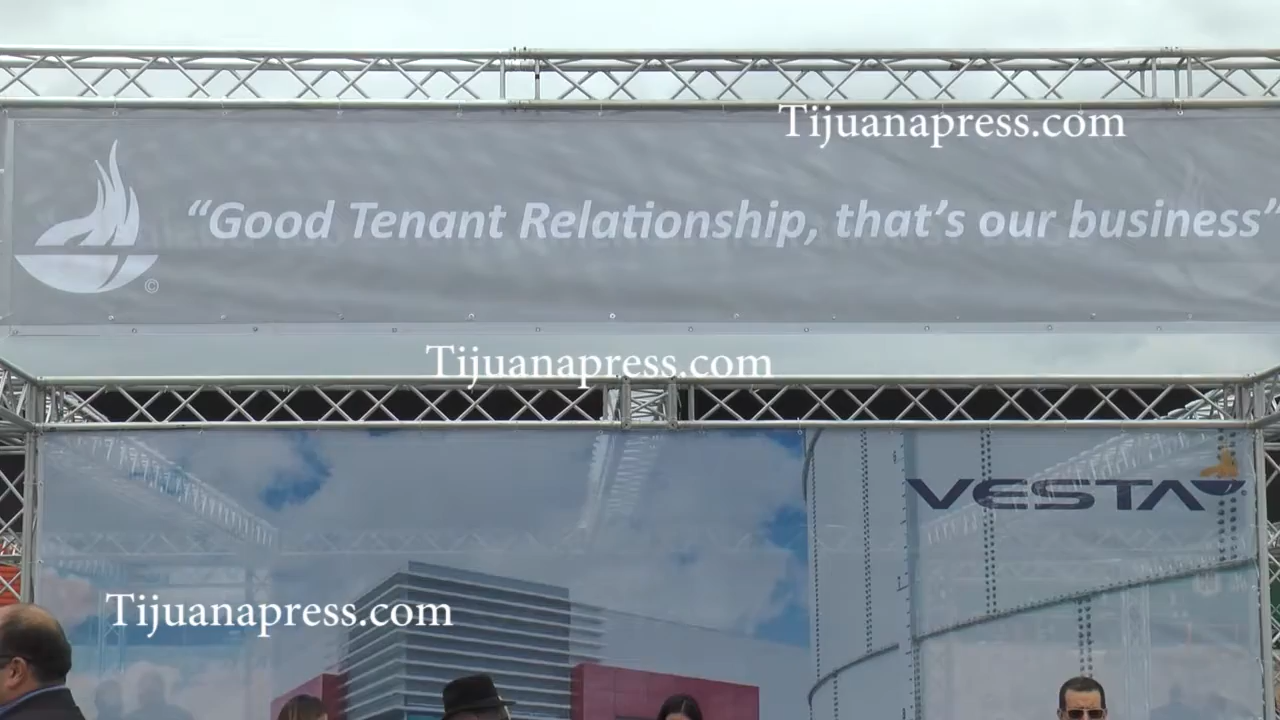 Tijuanapress.com
©
“Good Tenant Relationship, that’s our business”
Tijuanapress.com
VESTA
Tijuanapress.com